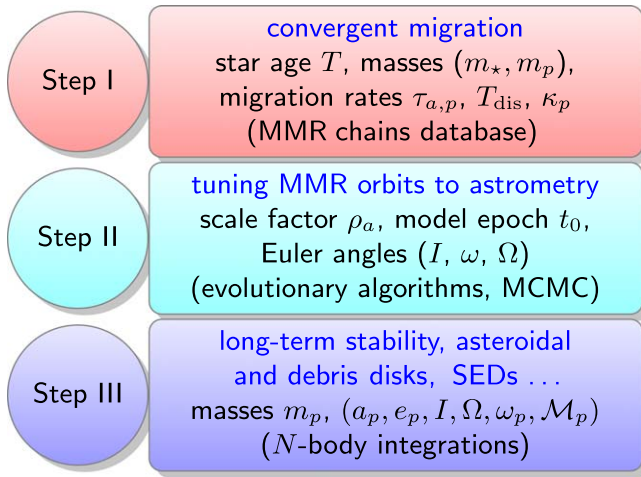 Step I
convergent migration
star age T, masses (m⋆, mₚ),
migration rates τₐ,ₚ, T_dis, κₚ
(MMR chains database)
Step II
tuning MMR orbits to astrometry
scale factor ρₐ, model epoch t₀,
Euler angles (I, ω, Ω)
(evolutionary algorithms, MCMC)
Step III
long-term stability, asteroidal
and debris disks, SEDs ...
masses mₚ, (aₚ, eₚ, I, Ω, ωₚ, ℳₚ)
(N-body integrations)